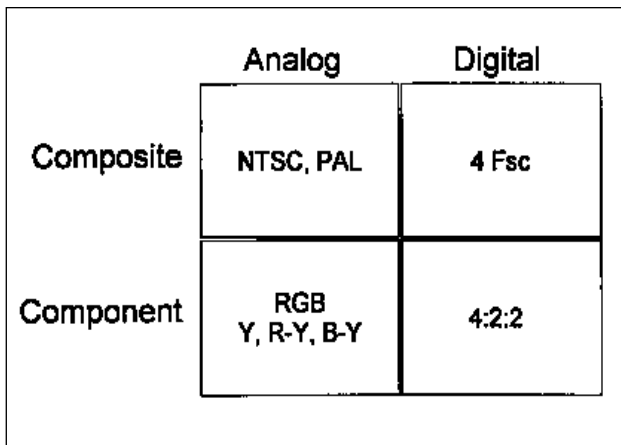 Analog Digital
Composite NTSC, PAL 4 Fsc
RGB
Component Y, R-Y, B-Y 4:2:2